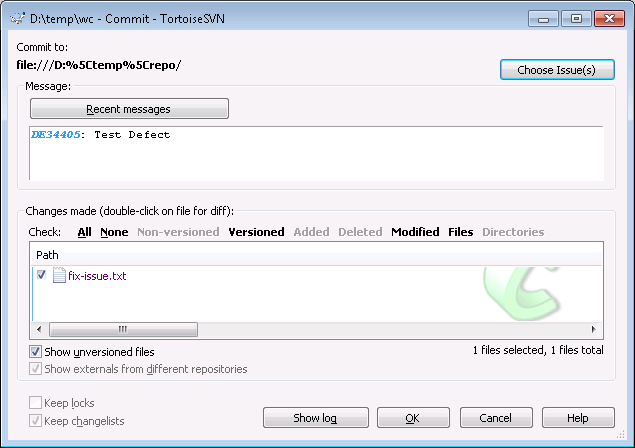 D:\temp\wc - Commit - TortoiseSVN
Commit to:
file:///D:%5Ctemp%5Crepo/
Choose Issue(s)
Message:
Recent messages
DE34405: Test Defect
Changes made (double-click on file for diff):
Check: All None Non-versioned Versioned Added Deleted Modified Files Directories
Path
fix-issue.txt
Show unversioned files
1 files selected, 1 files total
Show externals from different repositories
Keep locks
Keep changelists
Show log
OK
Cancel
Help